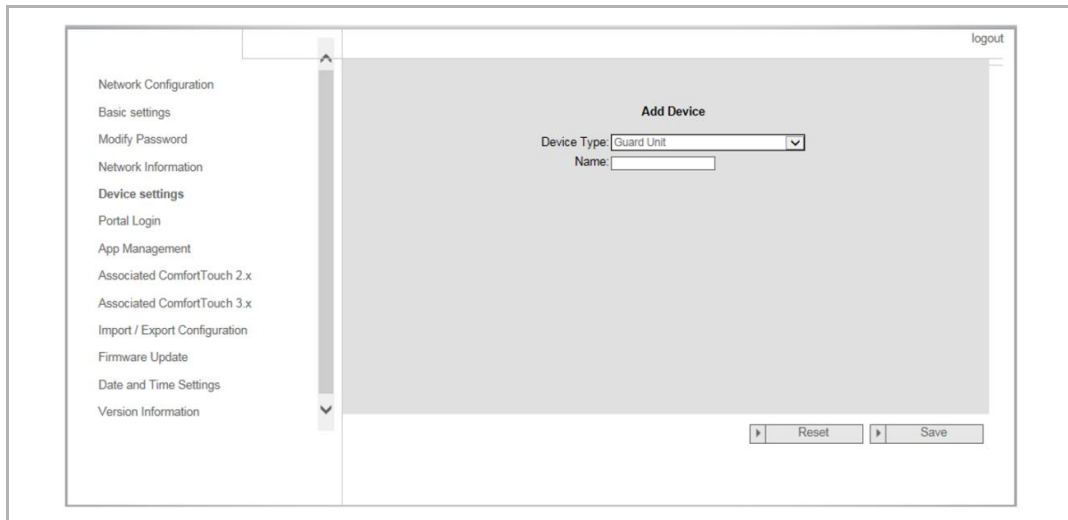 logout
Network Configuration
Basic settings
Modify Password
Network Information
Device settings
Portal Login
App Management
Associated ComfortTouch 2.x
Associated ComfortTouch 3.x
Import / Export Configuration
Firmware Update
Date and Time Settings
Version Information
Add Device
Device Type: Guard Unit
Name:
Reset
Save